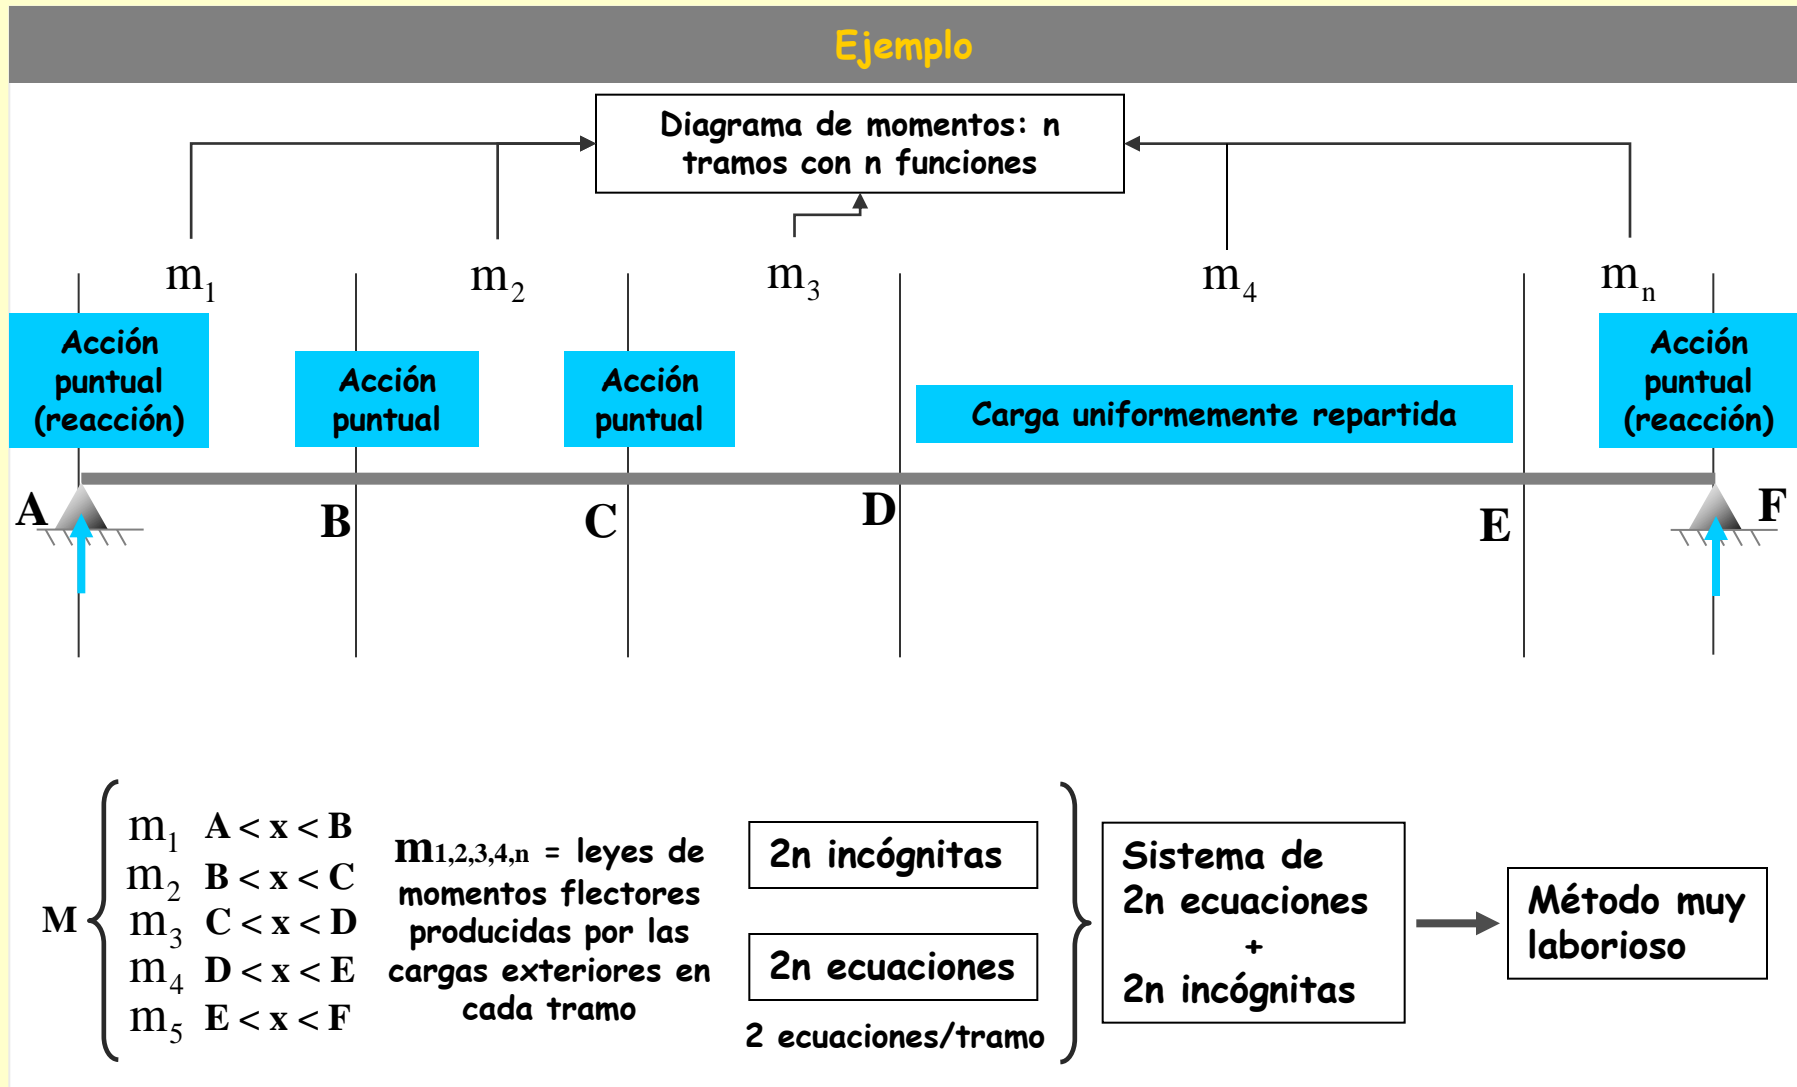 Ejemplo
Diagrama de momentos: n
tramos con n funciones
m1
m2
m3
m4
mn
Acción
puntual
(reacción)
Acción
puntual
Acción
puntual
Carga uniformemente repartida
Acción
puntual
(reacción)
A
B
C
D
E
F
M
m1 A < x < B
m2 B < x < C
m3 C < x < D
m4 D < x < E
m5 E < x < F
m1,2,3,4,n = leyes de
momentos flectores
producidas por las
cargas exteriores en
cada tramo
2n incógnitas
2n ecuaciones
2 ecuaciones/tramo
Sistema de
2n ecuaciones
+
2n incógnitas
Método muy
laborioso